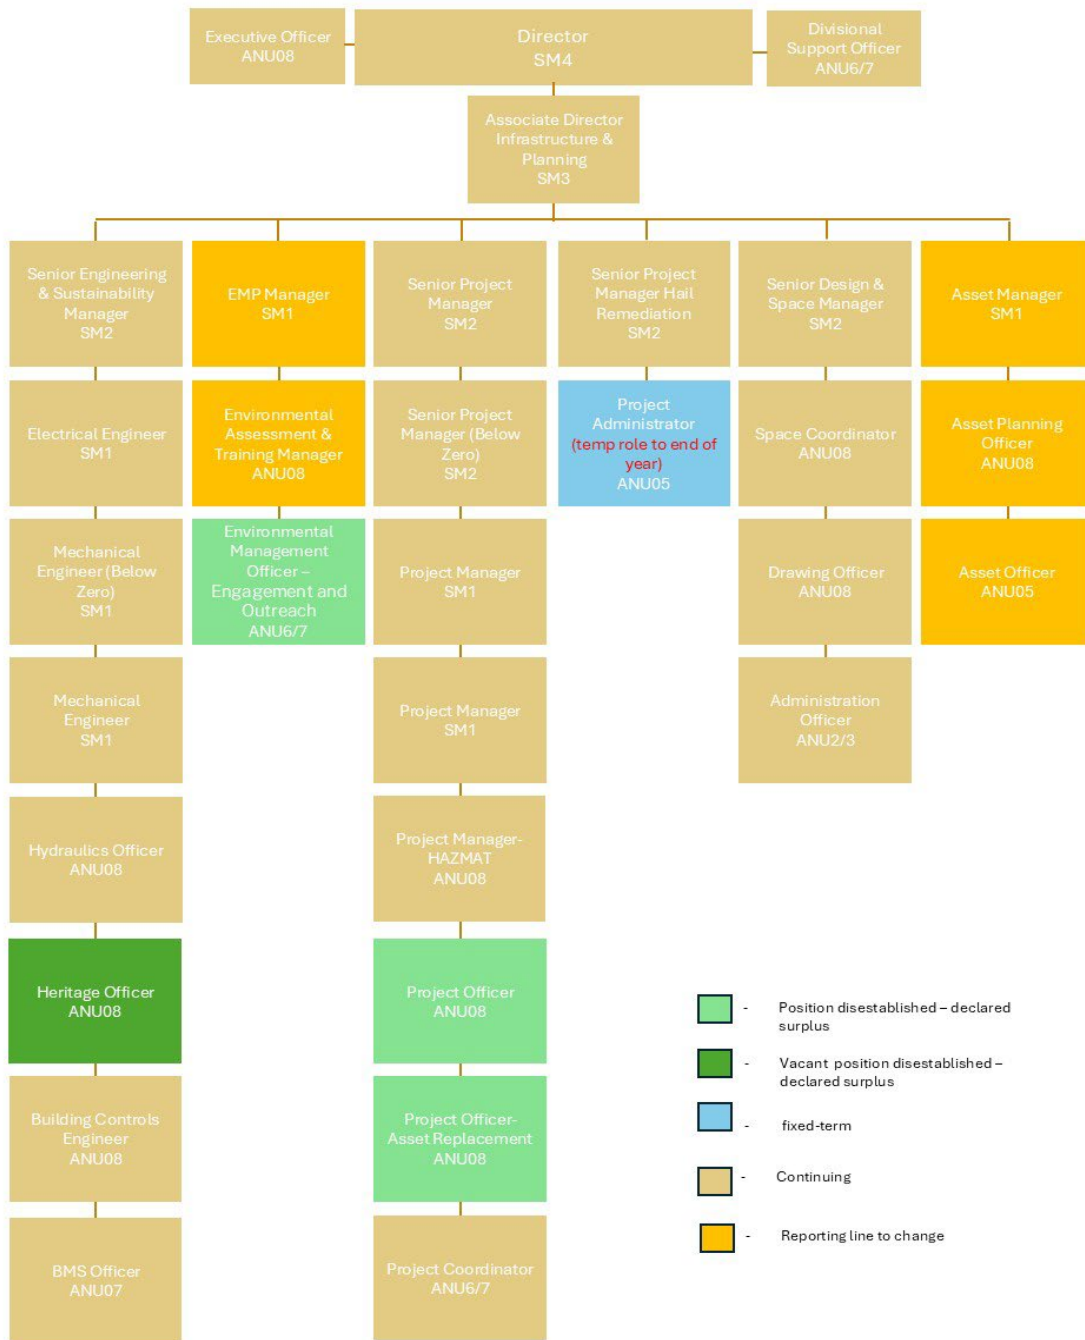 Executive Officer
ANU08
Director
SM4
Divisional
Support Officer
ANU6/7
Associate Director
Infrastructure &
Planning
SM3
Senior Engineering
& Sustainability
Manager
SM2
EMP Manager
SM1
Senior Project
Manager
SM2
Senior Project
Manager Hail
Remediation
SM2
Senior Design &
Space Manager
SM2
Asset Manager
SM1
Electrical Engineer
SM1
Environmental
Assessment &
Training Manager
ANU08
Senior Project
Manager (Below
Zero)
SM2
Project
Administrator
(temp role to end of
year)
ANU05
Space Coordinator
ANU08
Asset Planning
Officer
ANU08
Mechanical
Engineer (Below
Zero)
SM1
Environmental
Management
Officer –
Engagement and
Outreach
ANU6/7
Project Manager
SM1
Drawing Officer
ANU08
Asset Officer
ANU05
Mechanical
Engineer
SM1
Project Manager
SM1
Administration
Officer
ANU2/3
Hydraulics Officer
ANU08
Project Manager-
HAZMAT
ANU08
Heritage Officer
ANU08
Project Officer
ANU08
Building Controls
Engineer
ANU08
Project Officer-
Asset Replacement
ANU08
BMS Officer
ANU07
Project Coordinator
ANU6/7
- Position disestablished – declared
surplus
- Vacant position disestablished –
declared surplus
- fixed-term
- Continuing
- Reporting line to change